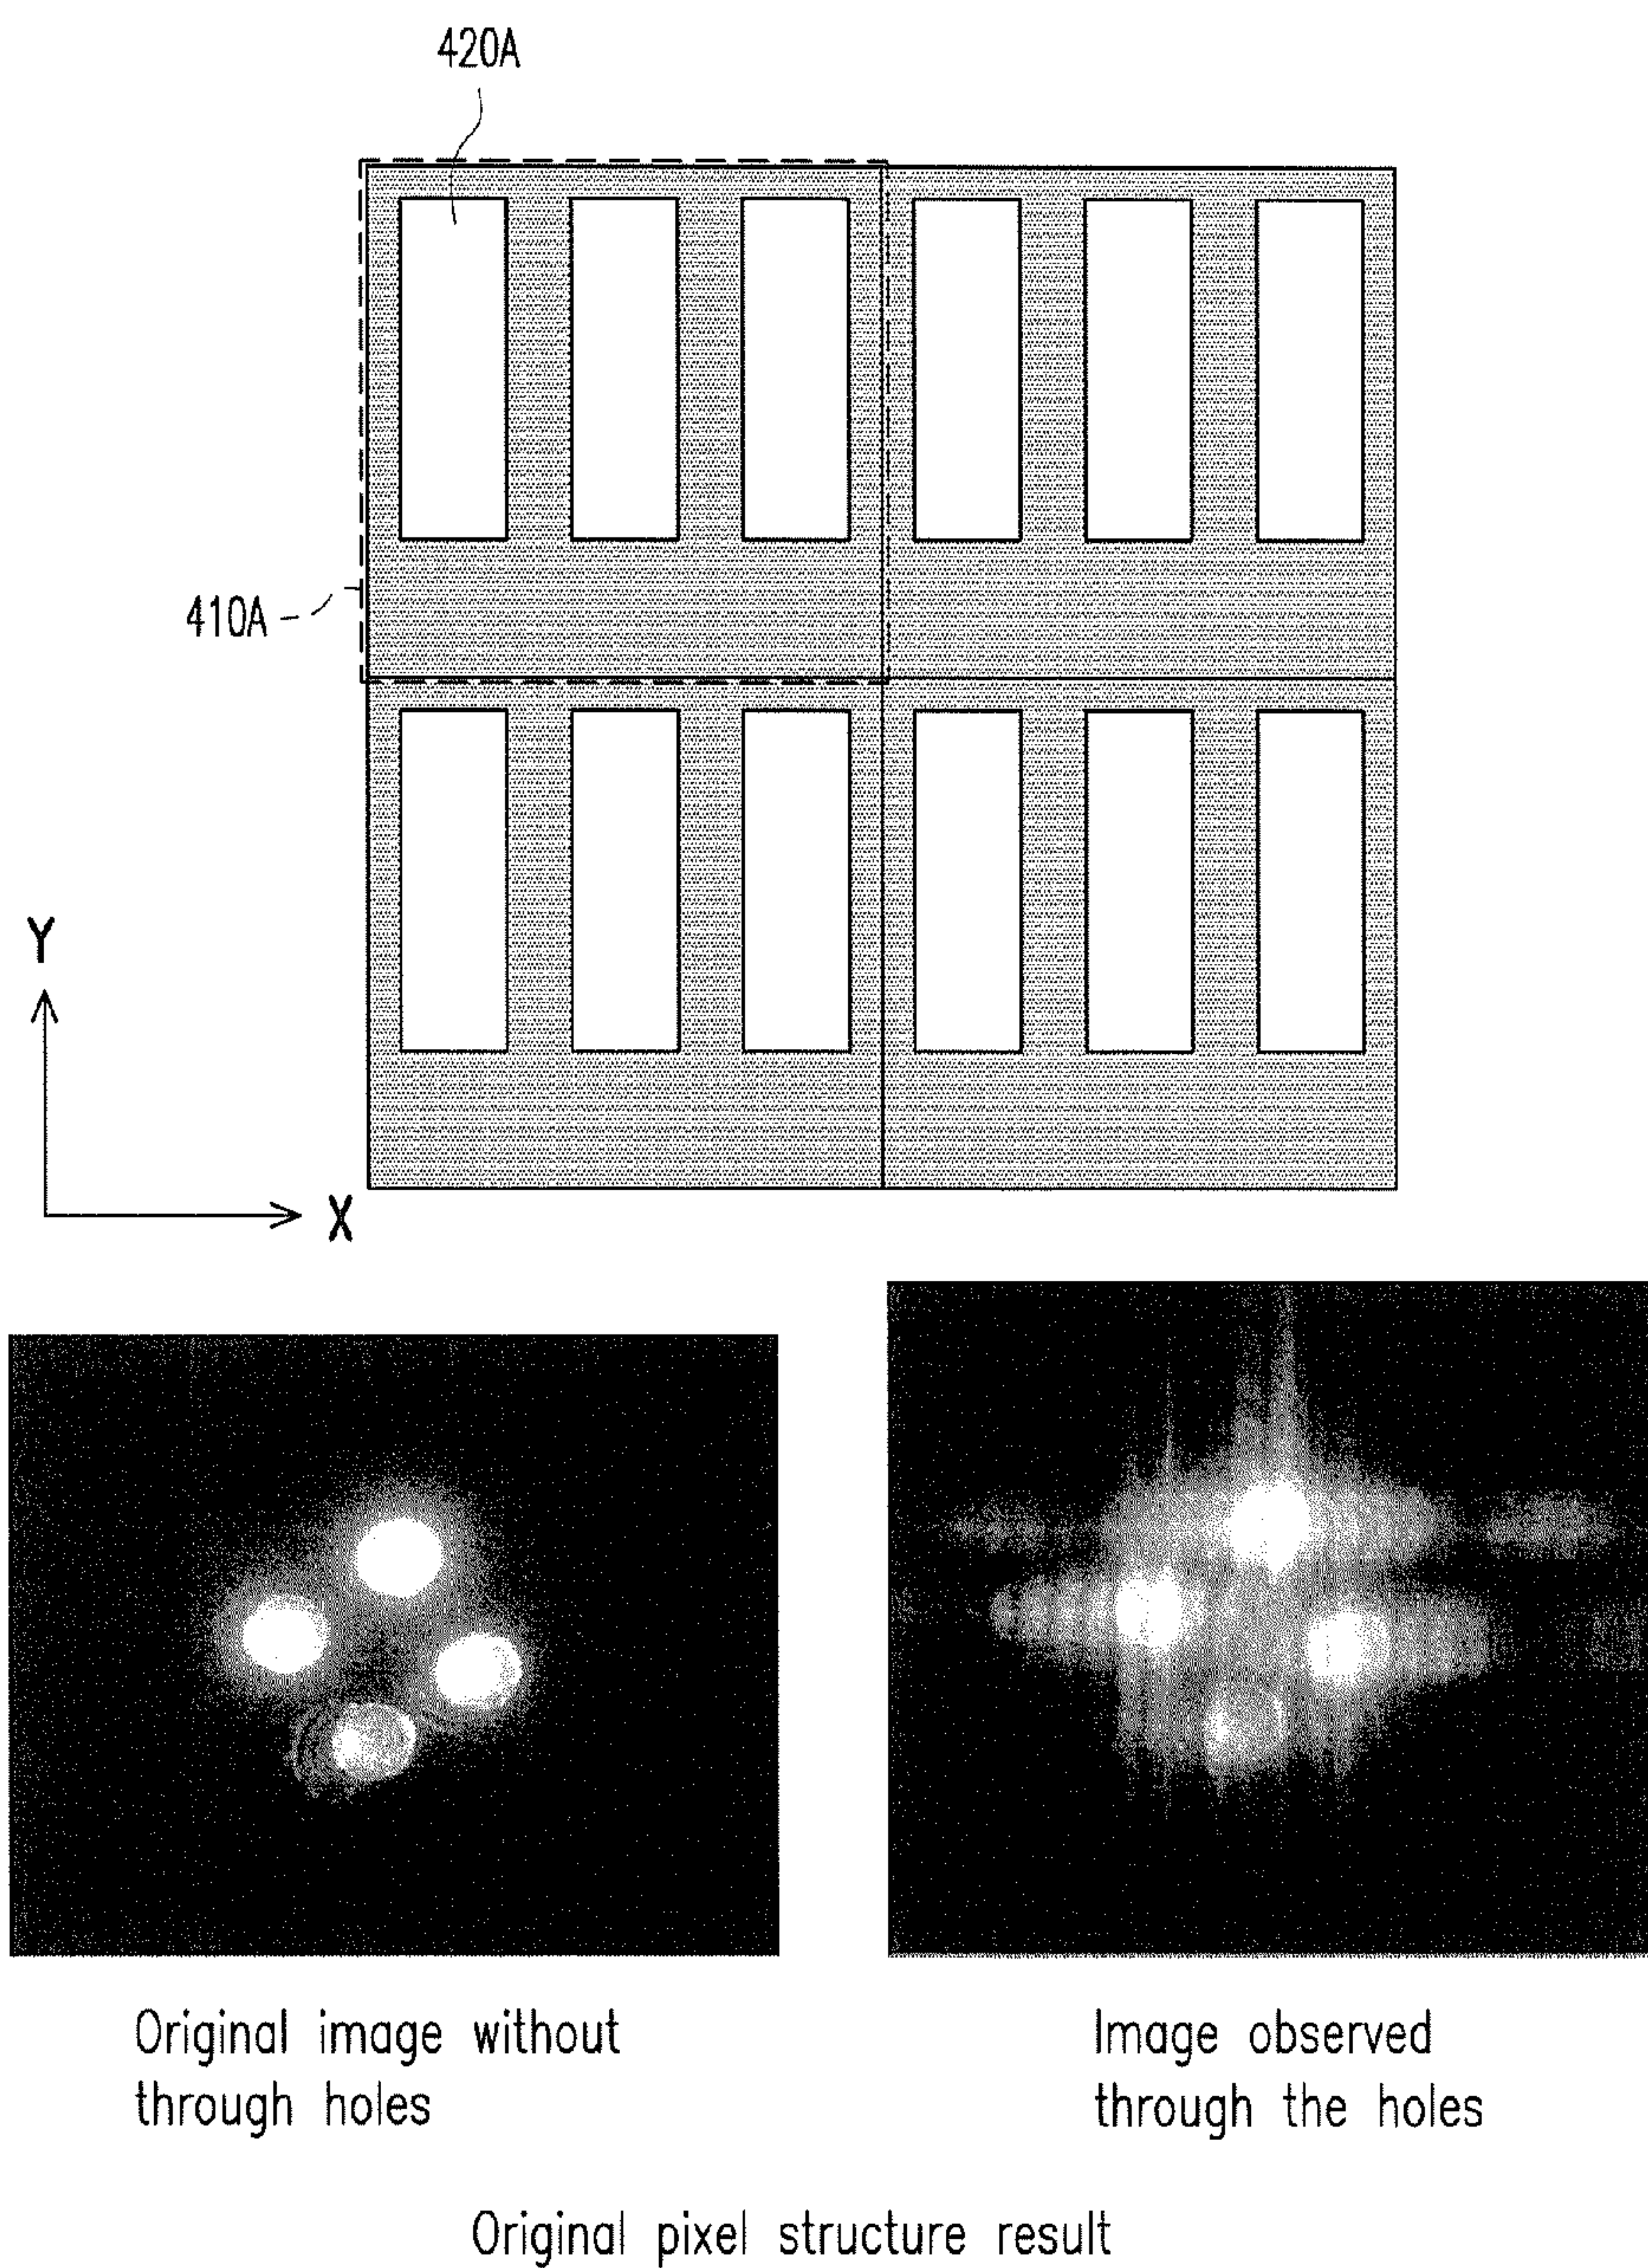 420A
410A
Y
X
Original image without
through holes
Image observed
through the holes
Original pixel structure result